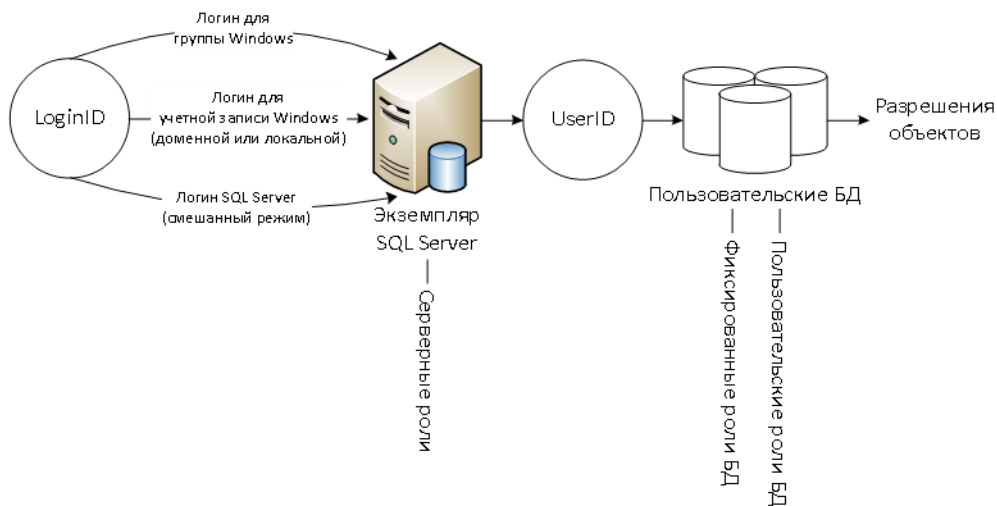 Логин для
группы Windows
LoginID
Логин для
учетной записи Windows
(доменной или локальной)
Логин SQL Server
(смешанный режим)
Экземпляр
SQL Server
Серверные роли
UserID
Пользовательские БД
Фиксированные роли БД
Пользовательские роли БД
Разрешения
объектов